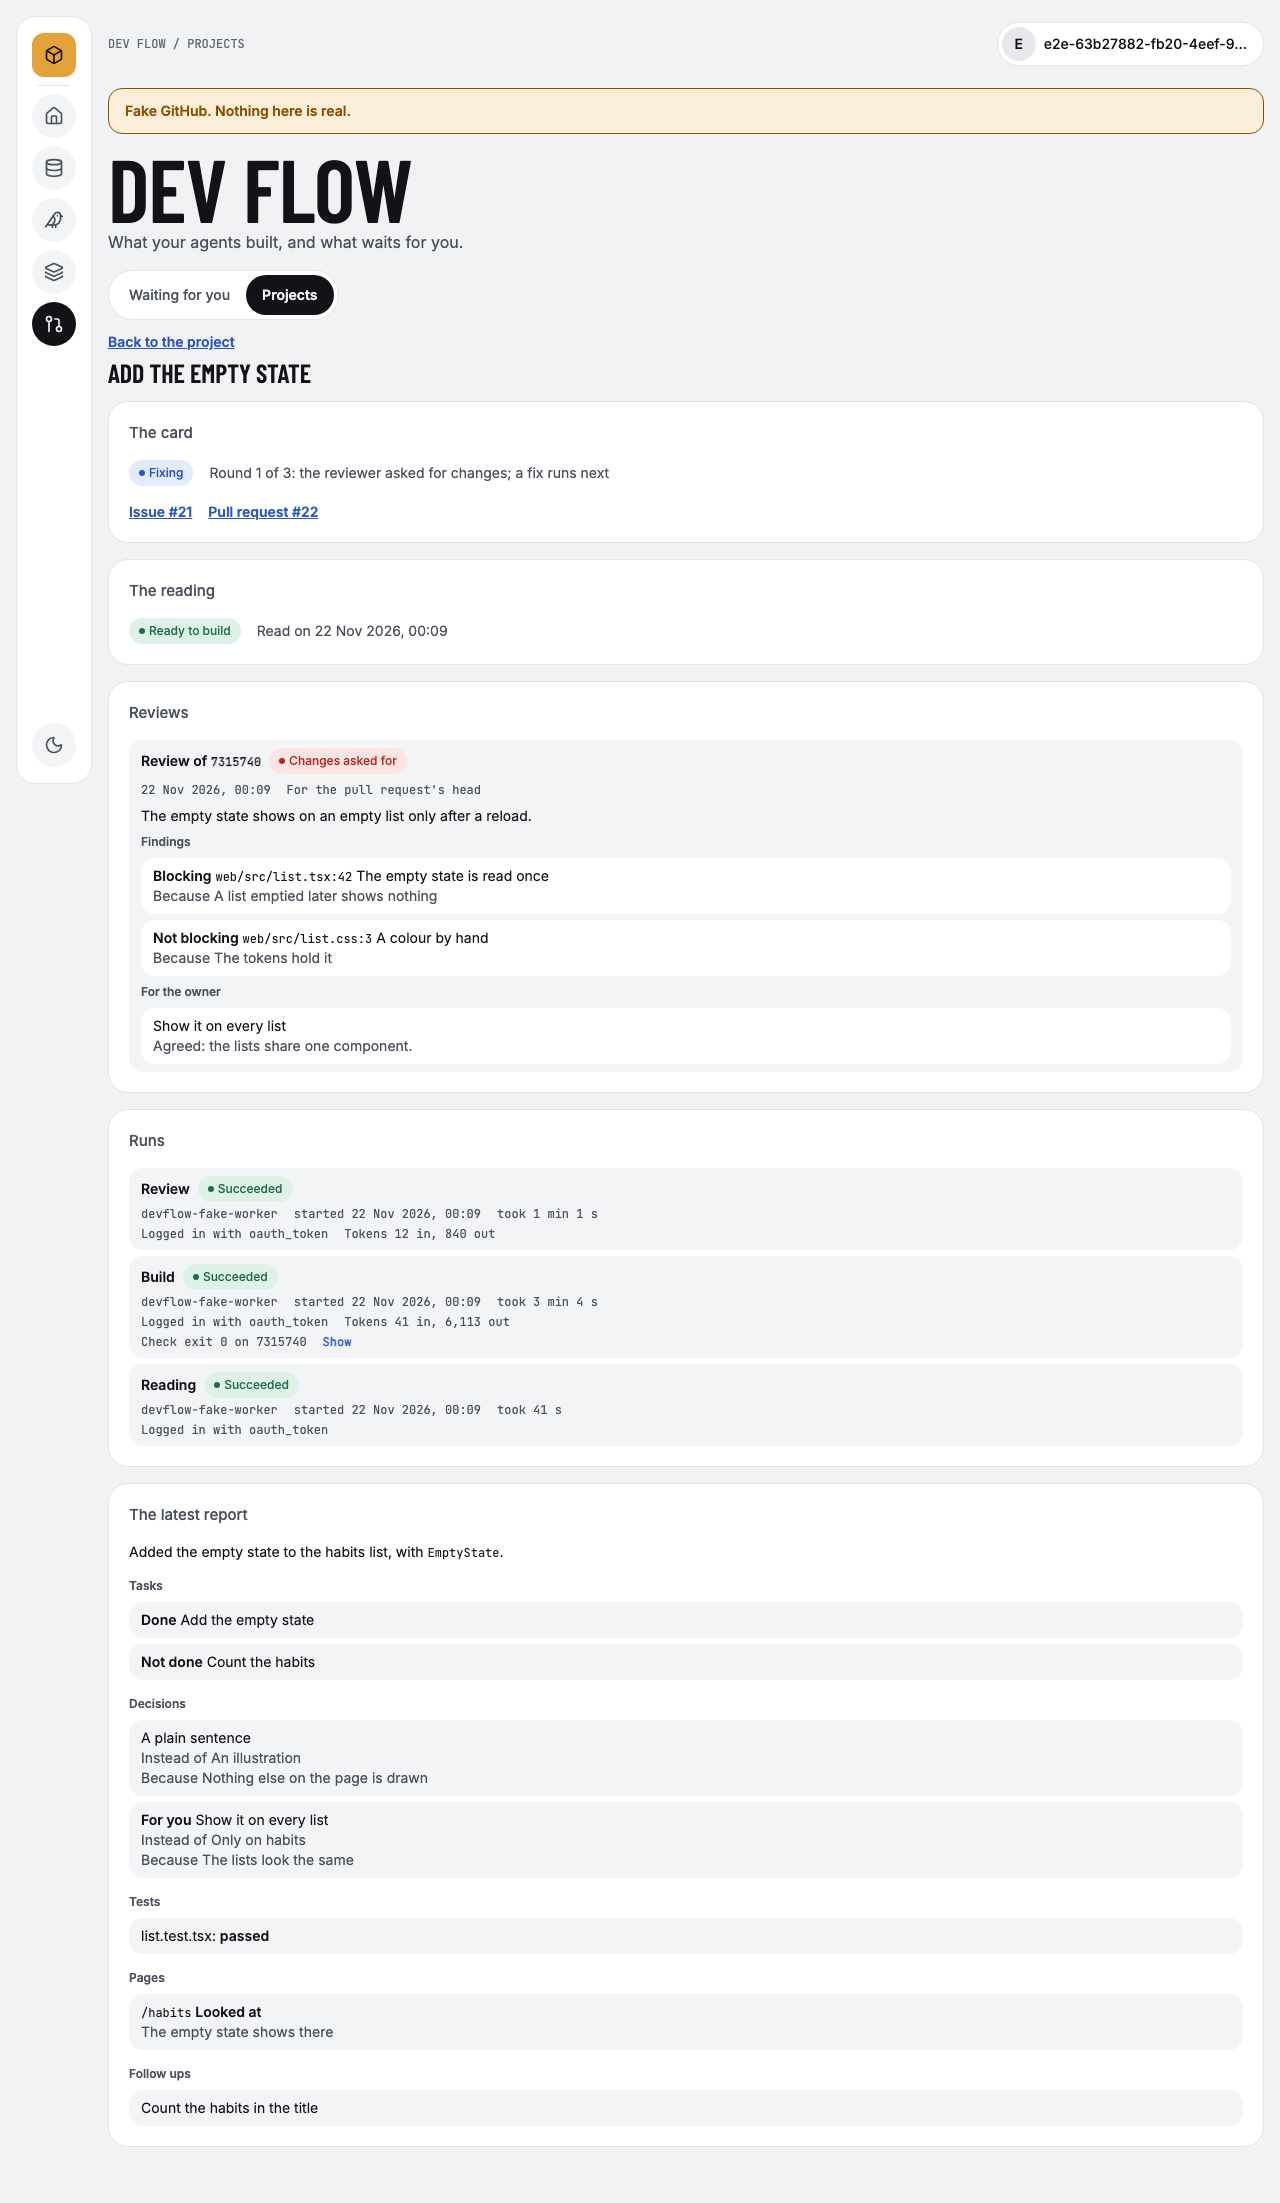 DEV FLOW / PROJECTS
E
e2e-63b27882-fb20-4eef-9...
Fake GitHub. Nothing here is real.
DEV FLOW
What your agents built, and what waits for you.
Waiting for you
Projects
Back to the project
ADD THE EMPTY STATE
The card
Fixing
Round 1 of 3: the reviewer asked for changes; a fix runs next
Issue #21
Pull request #22
The reading
Ready to build
Read on 22 Nov 2026, 00:09
Reviews
Review of 7315740
Changes asked for
22 Nov 2026, 00:09
For the pull request's head
The empty state shows on an empty list only after a reload.
Findings
Blocking web/src/list.tsx:42 The empty state is read once
Because A list emptied later shows nothing
Not blocking web/src/list.css:3 A colour by hand
Because The tokens hold it
For the owner
Show it on every list
Agreed: the lists share one component.
Runs
Review
Succeeded
devflow-fake-worker started 22 Nov 2026, 00:09 took 1 min 1 s
Logged in with oauth_token Tokens 12 in, 840 out
Build
Succeeded
devflow-fake-worker started 22 Nov 2026, 00:09 took 3 min 4 s
Logged in with oauth_token Tokens 41 in, 6,113 out
Check exit 0 on 7315740 Show
Reading
Succeeded
devflow-fake-worker started 22 Nov 2026, 00:09 took 41 s
Logged in with oauth_token
The latest report
Added the empty state to the habits list, with EmptyState.
Tasks
Done Add the empty state
Not done Count the habits
Decisions
A plain sentence
Instead of An illustration
Because Nothing else on the page is drawn
For you Show it on every list
Instead of Only on habits
Because The lists look the same
Tests
list.test.tsx: passed
Pages
/habits Looked at
The empty state shows there
Follow ups
Count the habits in the title